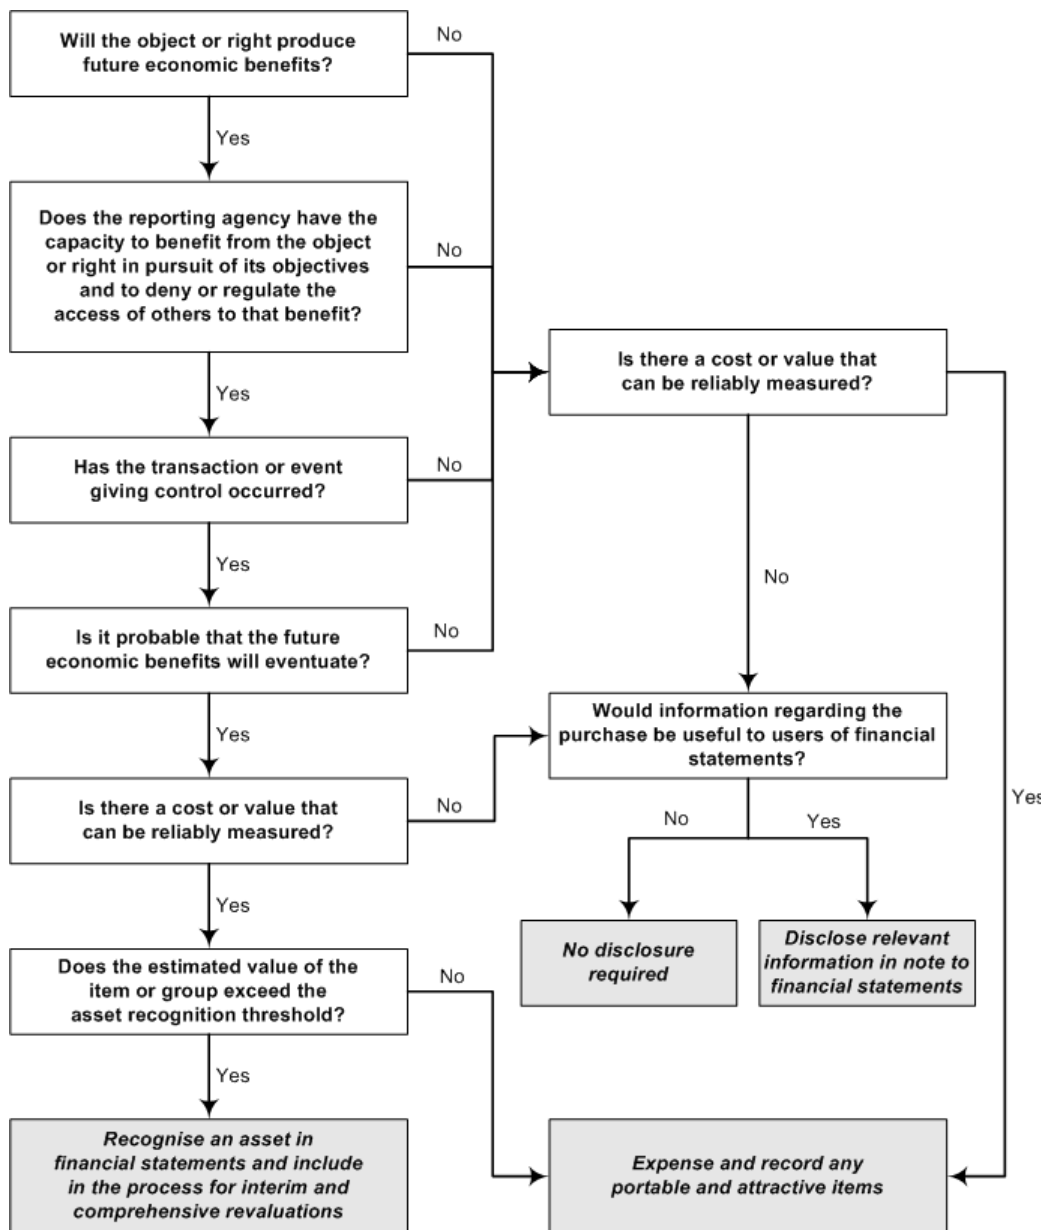 Will the object or right produce
future economic benefits?
No
Yes
Does the reporting agency have the
capacity to benefit from the object
or right in pursuit of its objectives
and to deny or regulate the
access of others to that benefit?
No
Is there a cost or value that
can be reliably measured?
Yes
Has the transaction or event
giving control occurred?
No
Yes
No
Is it probable that the future
economic benefits will eventuate?
No
Yes
Would information regarding the
purchase be useful to users of financial
statements?
Yes
Is there a cost or value that
can be reliably measured?
No
No
Yes
Yes
Does the estimated value of the
item or group exceed the
asset recognition threshold?
No
No disclosure
required
Disclose relevant
information in note to
financial statements
Yes
Recognise an asset in
financial statements and include
in the process for interim and
comprehensive revaluations
Expense and record any
portable and attractive items